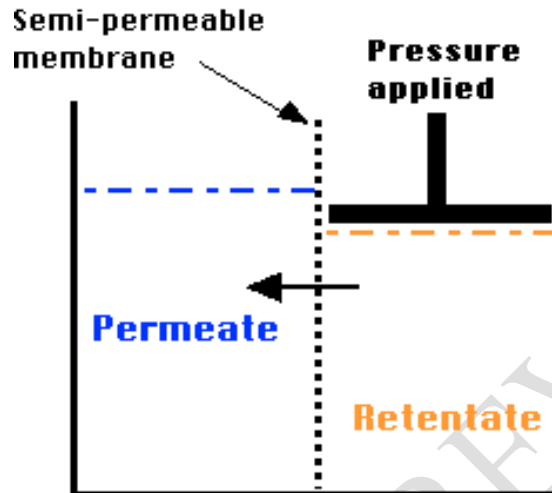 Semi-permeable
membrane
Pressure
applied
Permeate
Retentate